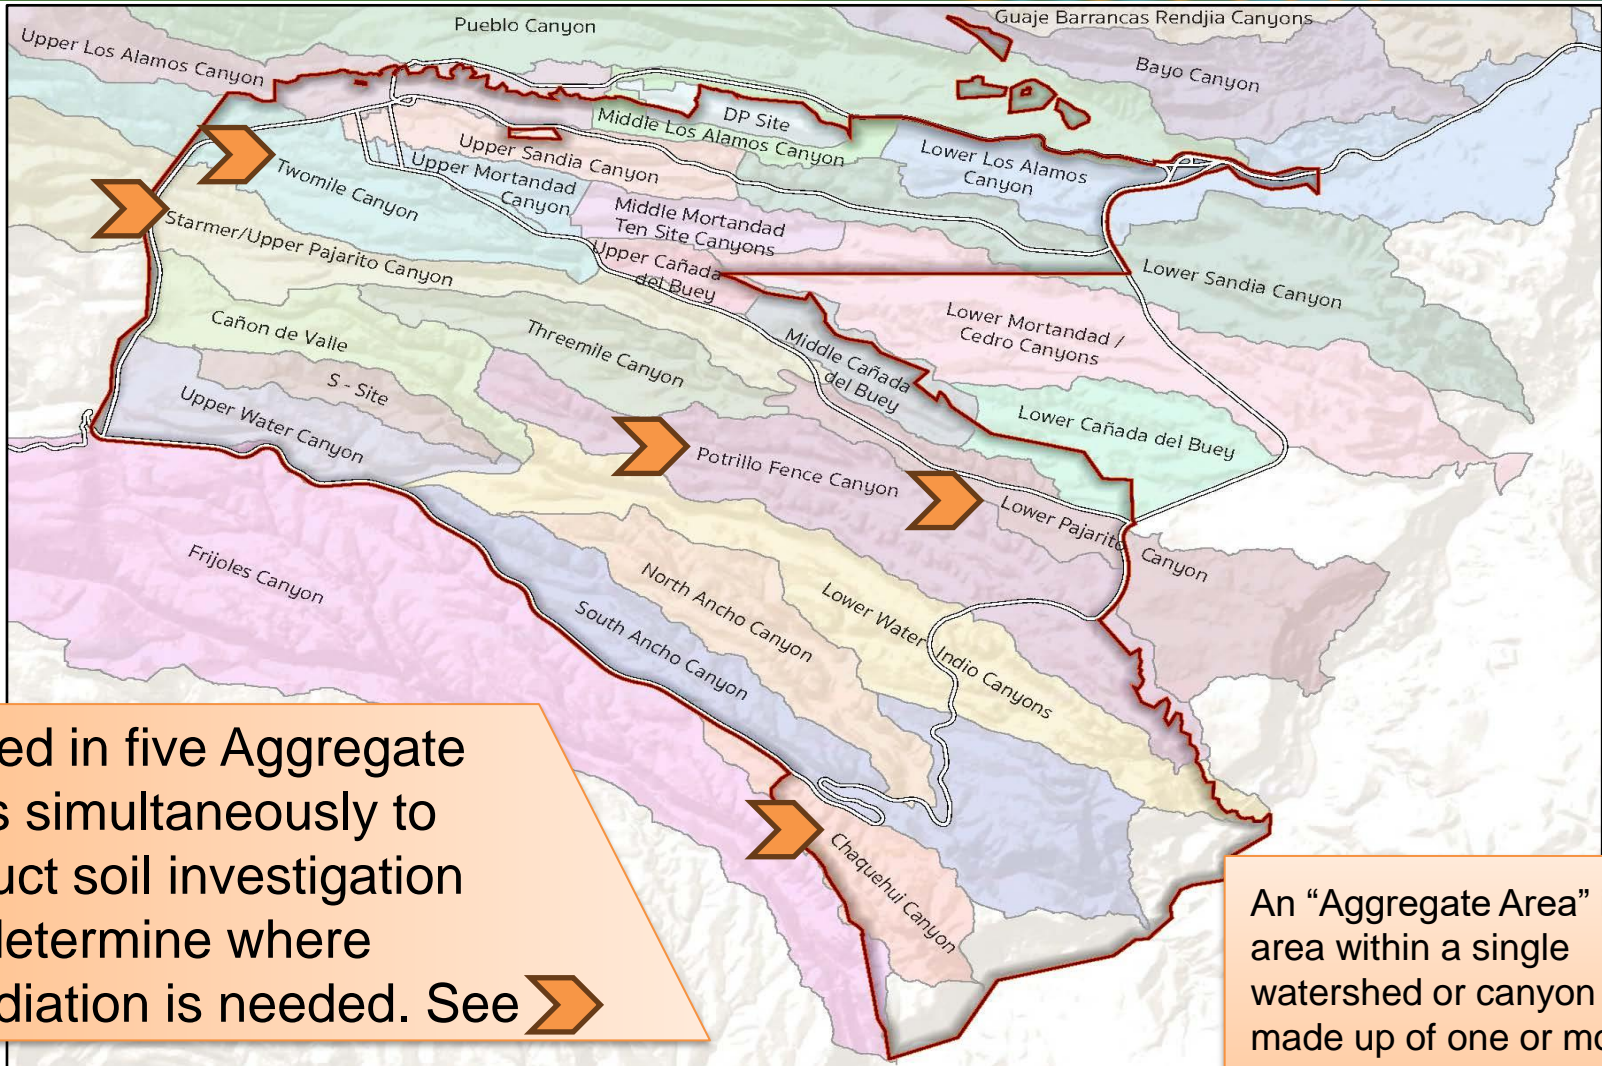 Pueblo Canyon
Guaje Barrancas Rendjia Canyons
Upper Los Alamos Canyon
Bayo Canyon
DP Site
Middle Los Alamos Canyon
Upper Sandia Canyon
Lower Los Alamos
Canyon
Twomile Canyon
Upper Mortandad
Canyon
Middle Mortandad
Ten Site Canyons
Starmer/Upper Pajarito Canyon
Upper Cañada
del Buey
Lower Sandia Canyon
Cañon de Valle
Threemile Canyon
Lower Mortandad /
Cedro Canyons
Middle Cañada
del Buey
S - Site
Upper Water Canyon
Lower Cañada del Buey
Potrillo Fence Canyon
Lower Pajarito Canyon
Frijoles Canyon
North Ancho Canyon
South Ancho Canyon
Lower Water Indio Canyons
Chaquehui Canyon
ed in five Aggregate
s simultaneously to
uct soil investigation
determine where
diation is needed. See
An “Aggregate Area”
area within a single
watershed or canyon
made up of one or mo